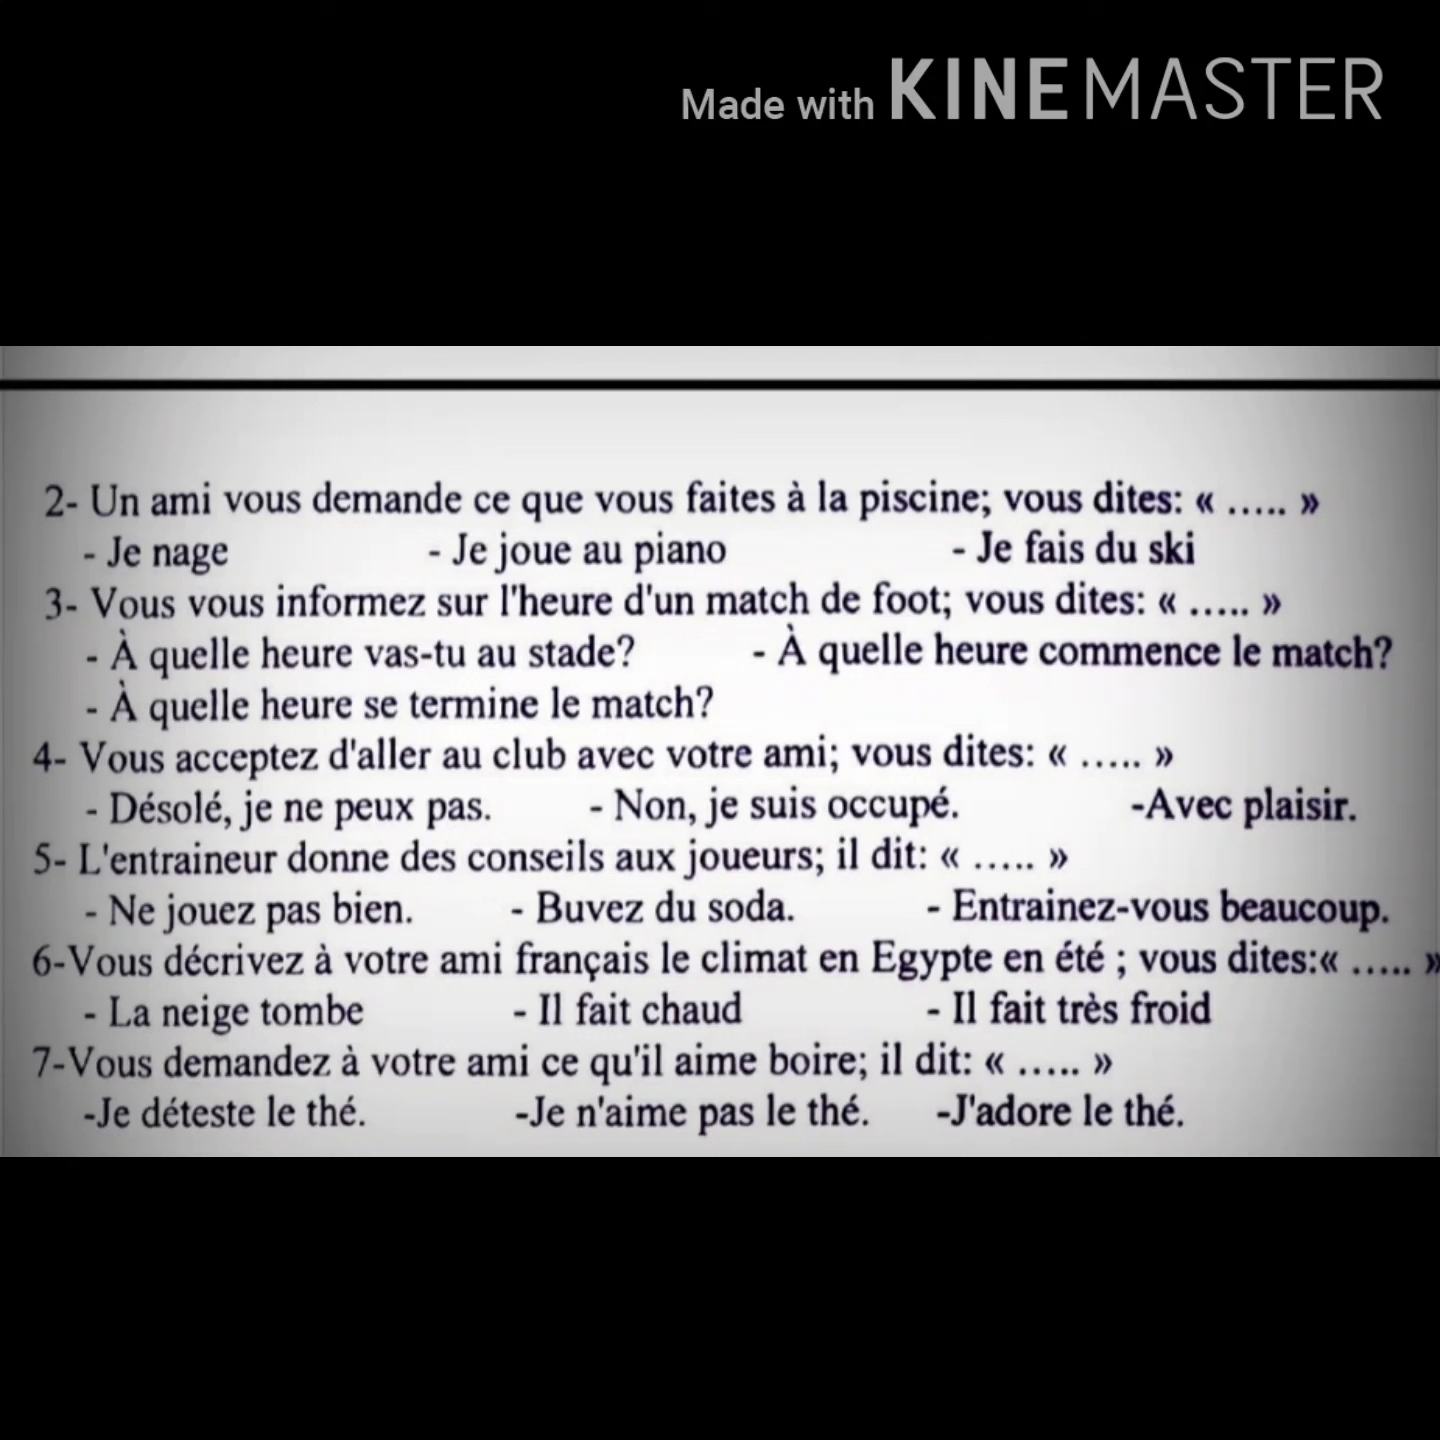 Made with KINEMASTER
2- Un ami vous demande ce que vous faites à la piscine; vous dites: « ..... »
- Je nage - Je joue au piano - Je fais du ski
3- Vous vous informez sur l'heure d'un match de foot; vous dites: « ..... »
- À quelle heure vas-tu au stade? - À quelle heure commence le match?
- À quelle heure se termine le match?
4- Vous acceptez d'aller au club avec votre ami; vous dites: « ..... »
- Désolé, je ne peux pas. - Non, je suis occupé. -Avec plaisir.
5- L'entraineur donne des conseils aux joueurs; il dit: « ..... »
- Ne jouez pas bien. - Buvez du soda. - Entrainez-vous beaucoup.
6-Vous décrivez à votre ami français le climat en Egypte en été ; vous dites:« ..... »
- La neige tombe - Il fait chaud - Il fait très froid
7-Vous demandez à votre ami ce qu'il aime boire; il dit: « ..... »
-Je déteste le thé. -Je n'aime pas le thé. -J'adore le thé.